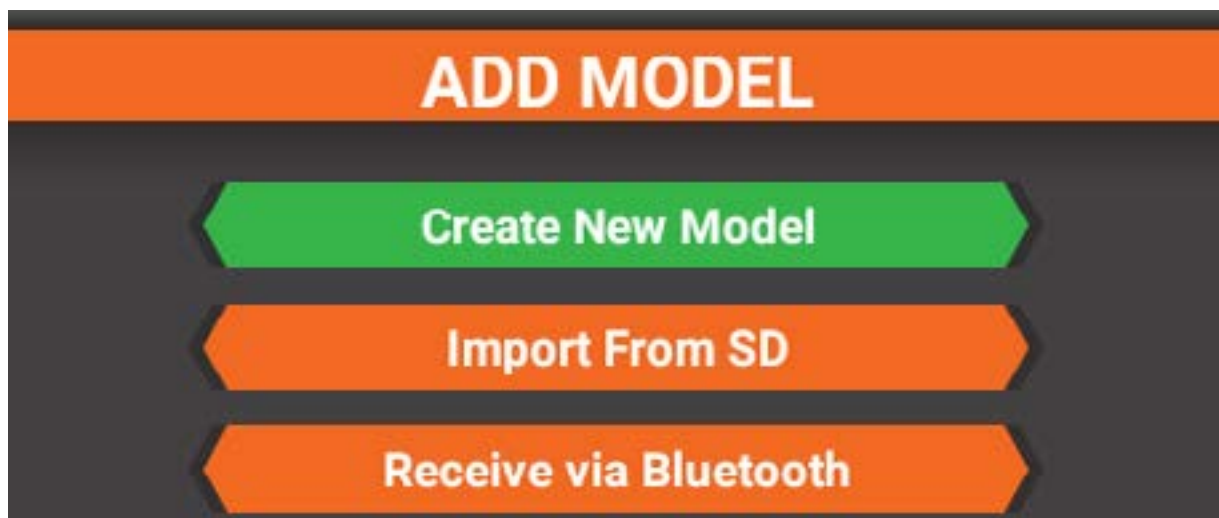 ADD MODEL
Create New Model
Import From SD
Receive via Bluetooth